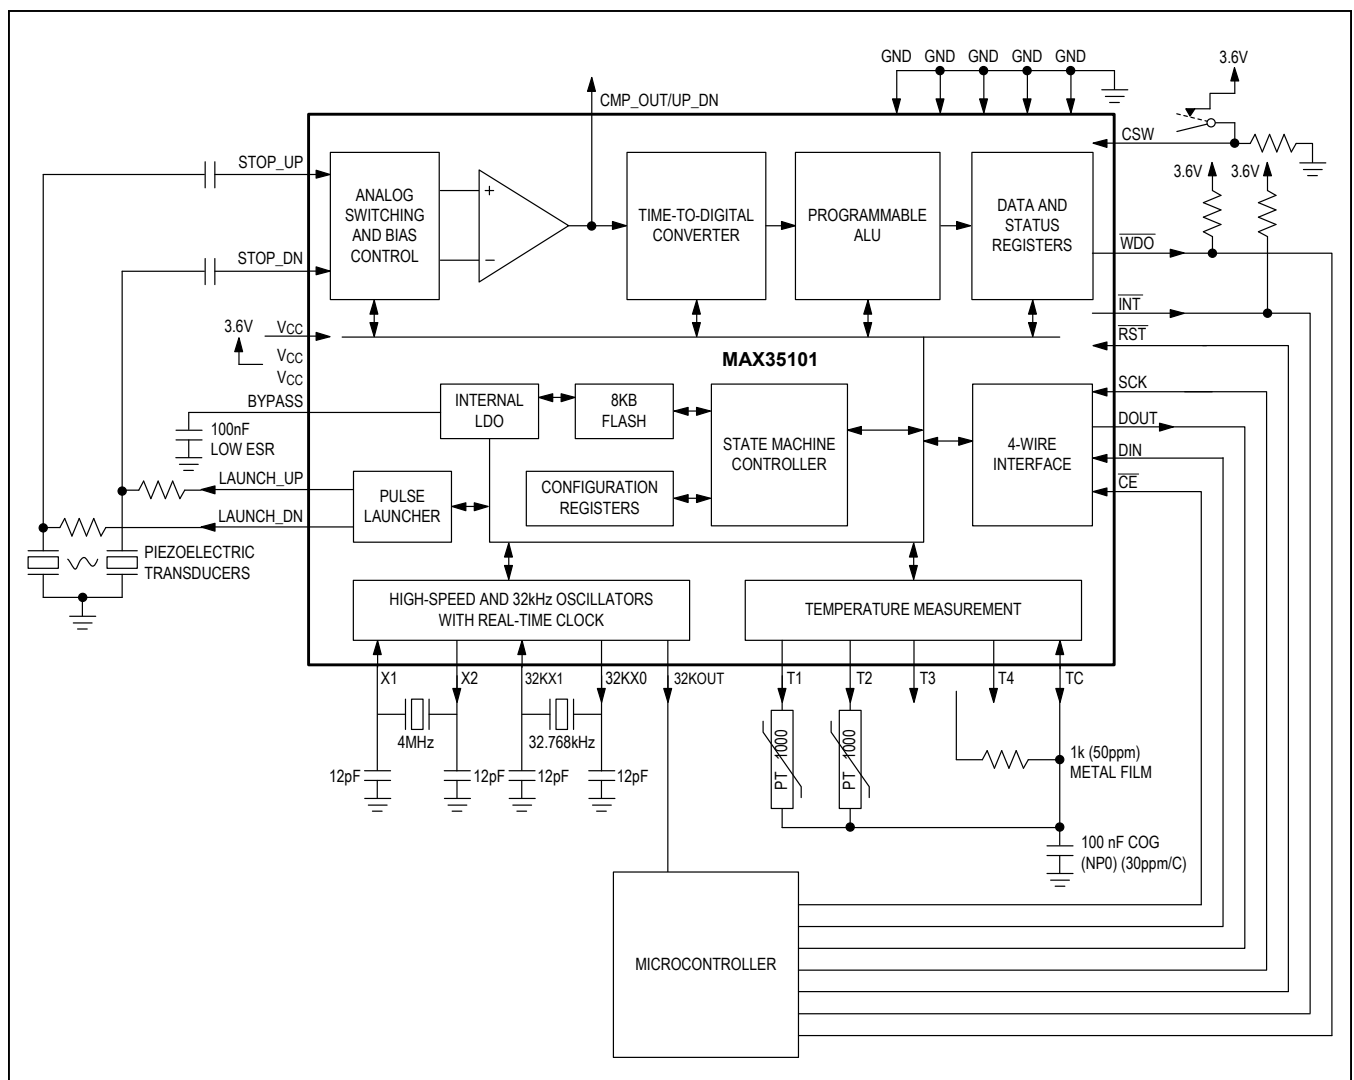 GND GND GND GND GND
3.6V
CMP_OUT/UP_DN
CSW
STOP_UP
3.6V 3.6V
ANALOG
SWITCHING
AND BIAS
CONTROL
+
−
TIME-TO-DIGITAL
CONVERTER
PROGRAMMABLE
ALU
DATA AND
STATUS
REGISTERS
STOP_DN
WDO
INT
3.6V
VCC
VCC
VCC
MAX35101
RST
BYPASS
100nF
LOW ESR
INTERNAL
LDO
8KB
FLASH
STATE MACHINE
CONTROLLER
4-WIRE
INTERFACE
SCK
DOUT
DIN
CE
LAUNCH_UP
LAUNCH_DN
PULSE
LAUNCHER
CONFIGURATION
REGISTERS
PIEZOELECTRIC
TRANSDUCERS
HIGH-SPEED AND 32kHz OSCILLATORS
WITH REAL-TIME CLOCK
TEMPERATURE MEASUREMENT
X1 X2 32KX1 32KX0 32KOUT T1 T2 T3 T4 TC
4MHz
32.768kHz
12pF 12pF 12pF 12pF
PT 1000
PT 1000
1k (50ppm)
METAL FILM
100 nF COG
(NP0) (30ppm/C)
MICROCONTROLLER